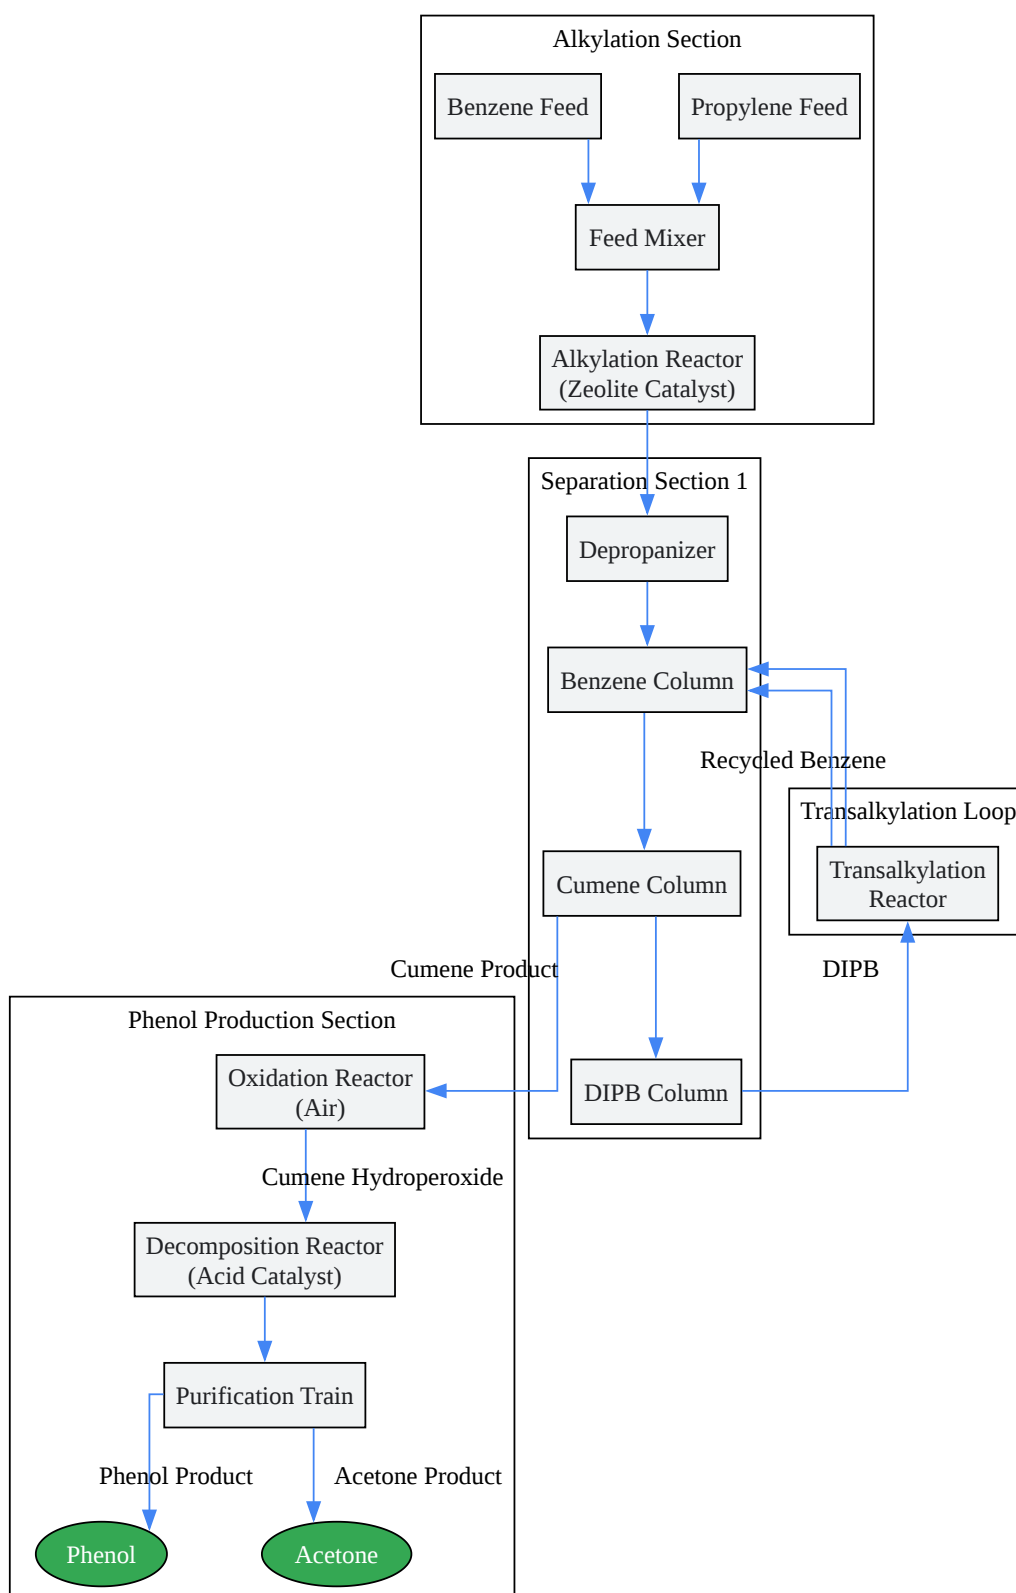 Alkylation Section
Benzene Feed
Propylene Feed
Feed Mixer
Alkylation Reactor
(Zeolite Catalyst)
Separation Section 1
Depropanizer
Benzene Column
Recycled Benzene
Transalkylation Loop
Transalkylation
Reactor
Cumene Column
Cumene Product
DIPB
Phenol Production Section
Oxidation Reactor
(Air)
DIPB Column
Cumene Hydroperoxide
Decomposition Reactor
(Acid Catalyst)
Purification Train
Phenol Product
Acetone Product
Phenol
Acetone